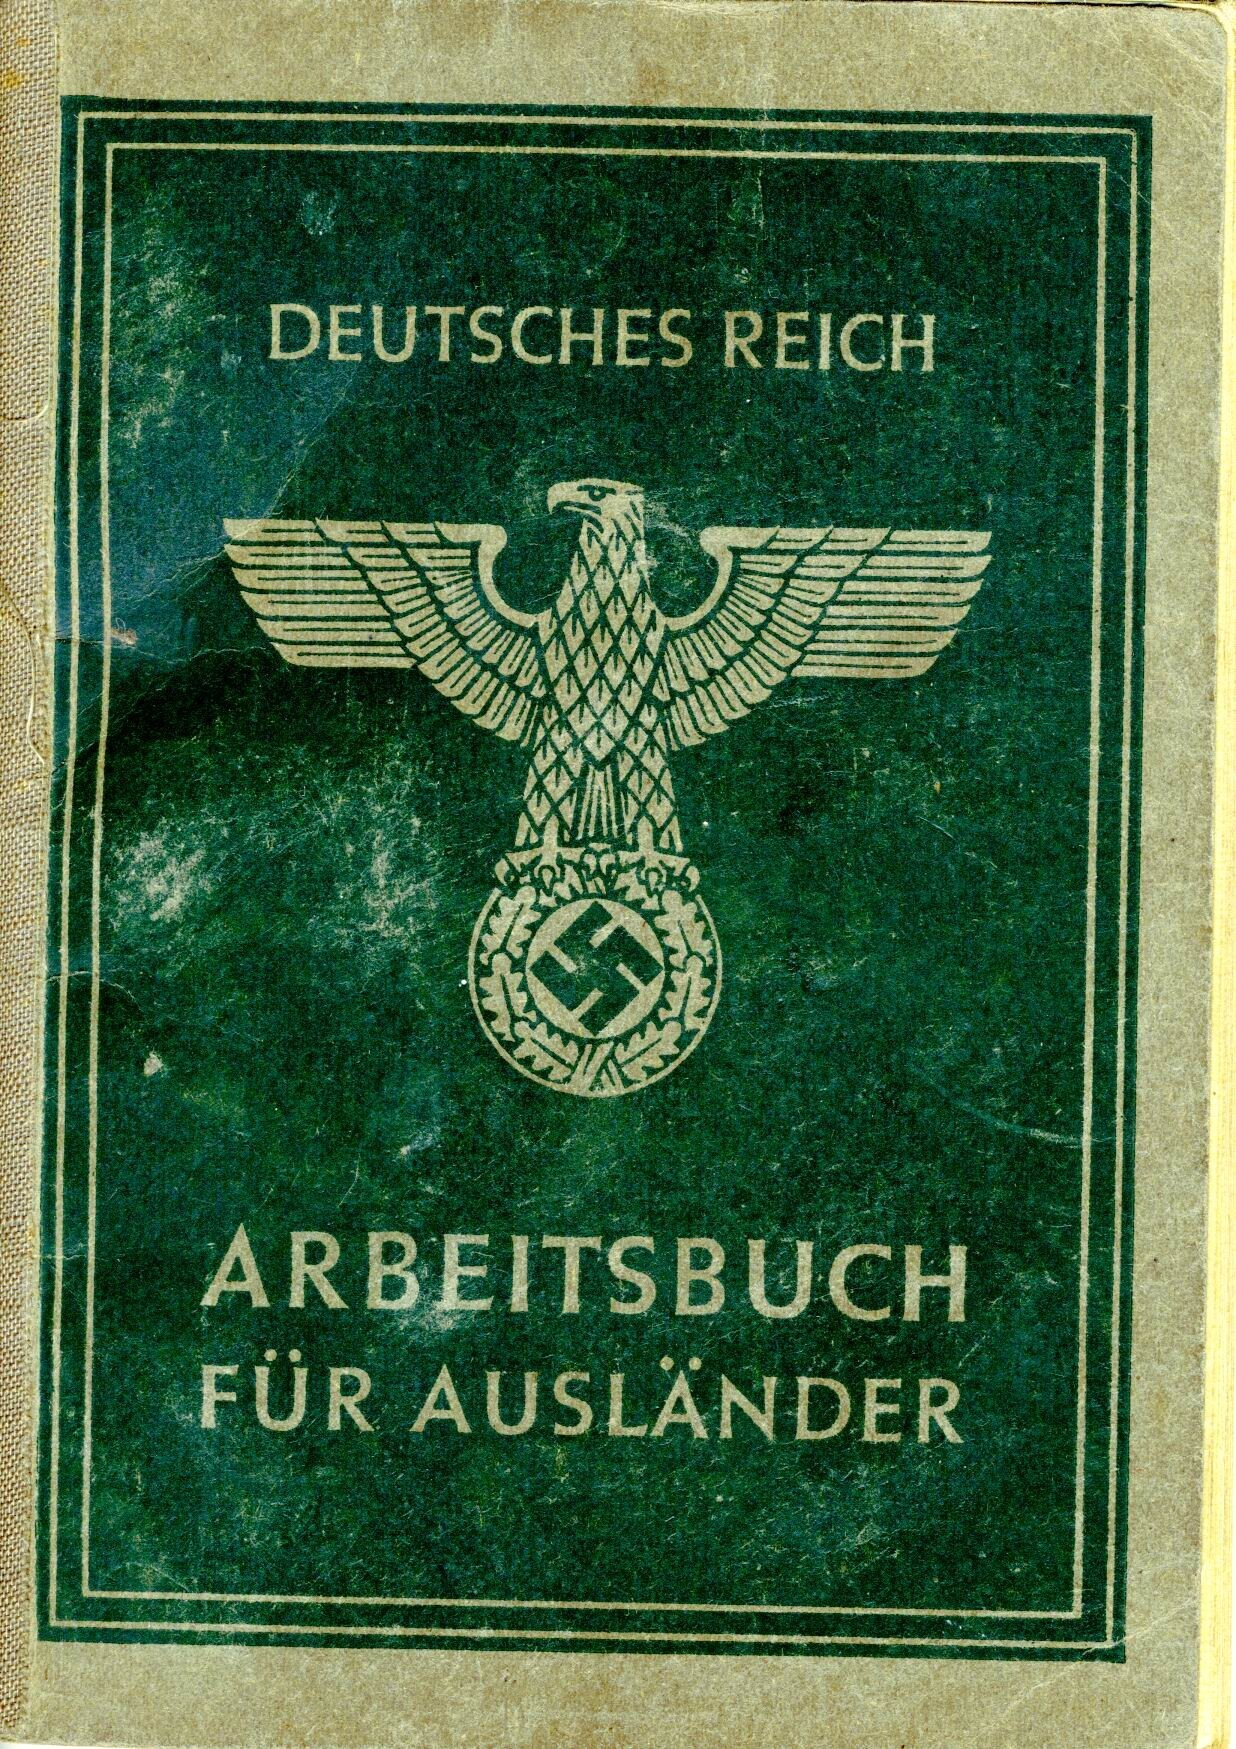 DEUTSCHES REICH
ARBEITSBUCH
FÜR AUSLÄNDER